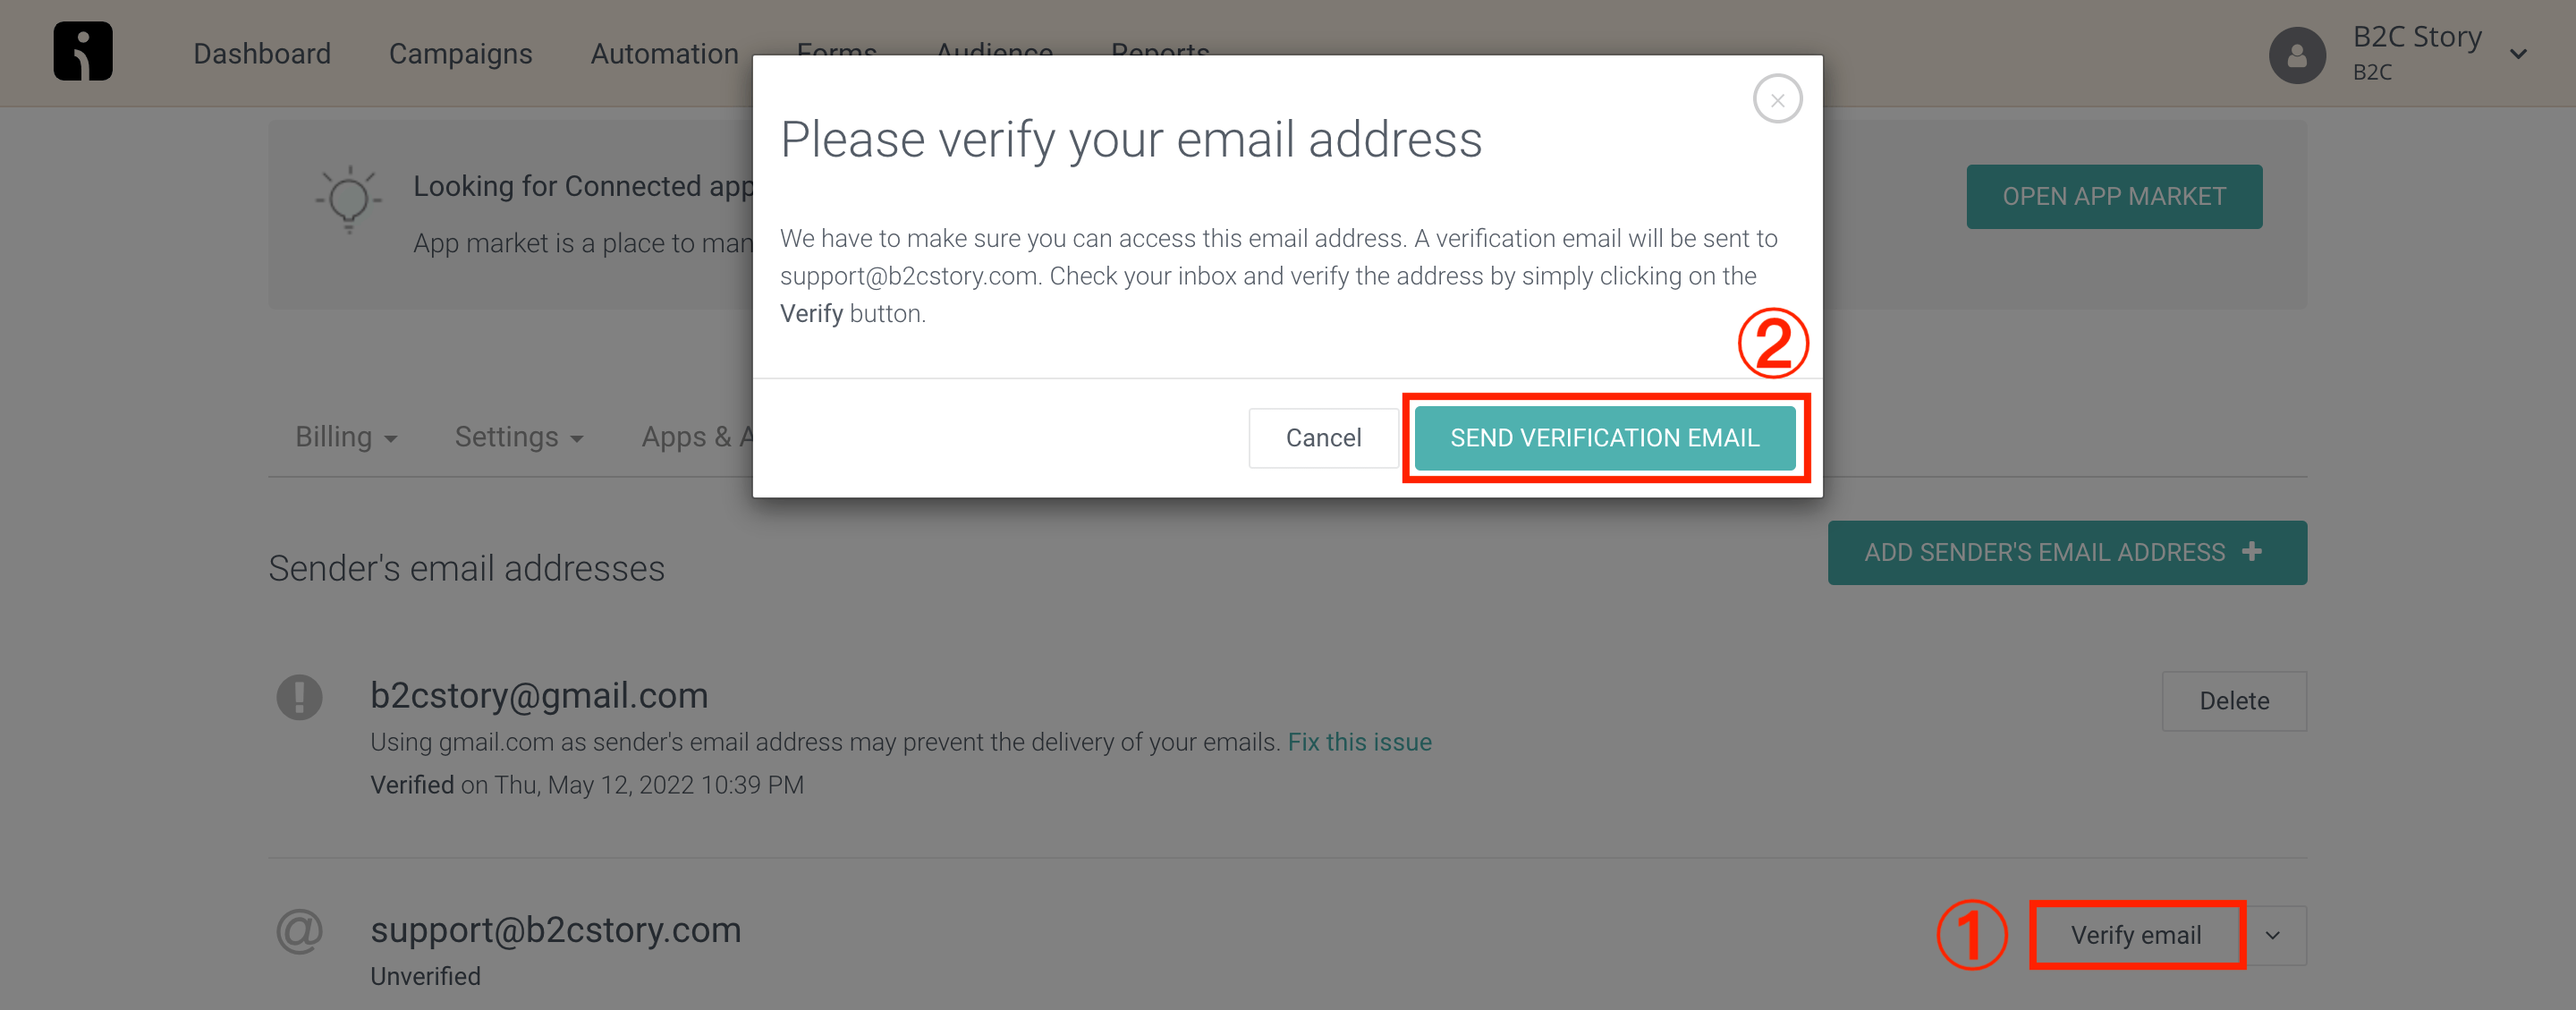 Dashboard Campaigns Automation Forms Audience Reports
B2C Story
B2C
Please verify your email address
We have to make sure you can access this email address. A verification email will be sent to
support@b2cstory.com. Check your inbox and verify the address by simply clicking on the
Verify button.
②
Cancel SEND VERIFICATION EMAIL
Looking for Connected app
App market is a place to man
OPEN APP MARKET
Billing Settings Apps & A
Sender's email addresses
ADD SENDER'S EMAIL ADDRESS +
b2cstory@gmail.com
Using gmail.com as sender's email address may prevent the delivery of your emails. Fix this issue
Verified on Thu, May 12, 2022 10:39 PM
Delete
@ support@b2cstory.com
Unverified
① Verify email